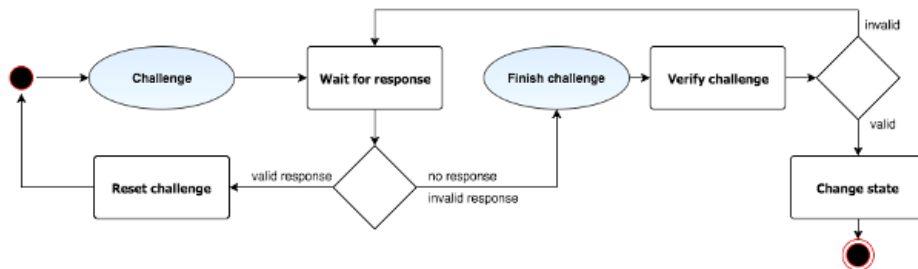 invalid
Challenge
Wait for response
Finish challenge
Verify challenge
valid
Reset challenge
valid response
no response
invalid response
Change state